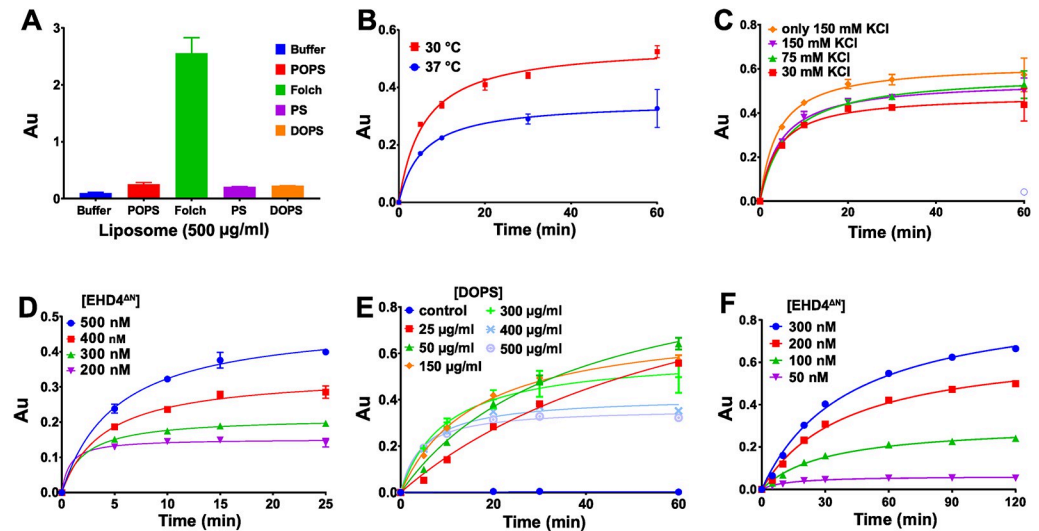 A
Au
3
2
1
0
Buffer
POPS
Folch
PS
DOPS
Buffer POPS Folch PS DOPS
Liposome (500 µg/ml)
B
Au
0.6
0.4
0.2
0.0
30 °C
37 °C
0 20 40 60
Time (min)
C
Au
0.8
0.6
0.4
0.2
0.0
only 150 mM KCl
150 mM KCl
75 mM KCl
30 mM KCl
0 20 40 60
Time (min)
D
[EHD4ΔN]
Au
0.5
0.4
0.3
0.2
0.1
0.0
500 nM
400 nM
300 nM
200 nM
0 5 10 15 20 25
Time (min)
E
[DOPS]
Au
0.8
0.6
0.4
0.2
0.0
control
25 µg/ml
50 µg/ml
150 µg/ml
300 µg/ml
400 µg/ml
500 µg/ml
0 20 40 60
Time (min)
F
[EHD4ΔN]
Au
0.8
0.6
0.4
0.2
0.0
300 nM
200 nM
100 nM
50 nM
0 30 60 90 120
Time (min)